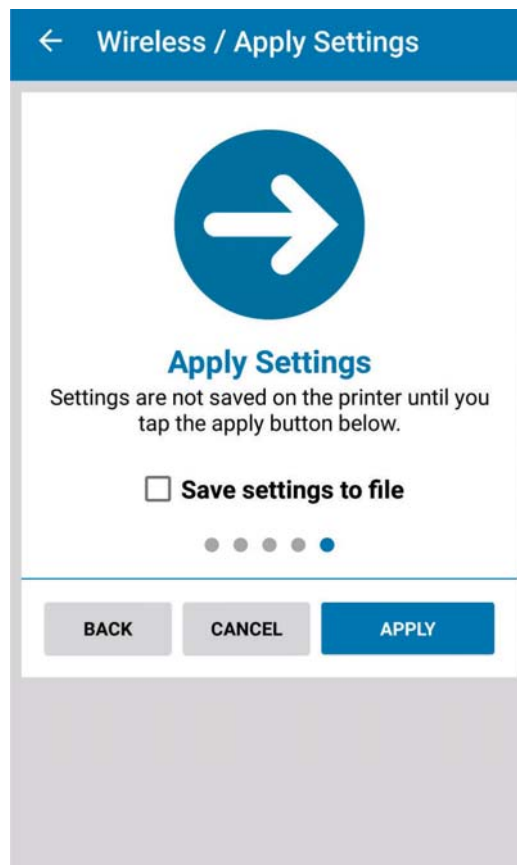 Wireless / Apply Settings
Apply Settings
Settings are not saved on the printer until you
tap the apply button below.
Save settings to file
BACK CANCEL APPLY